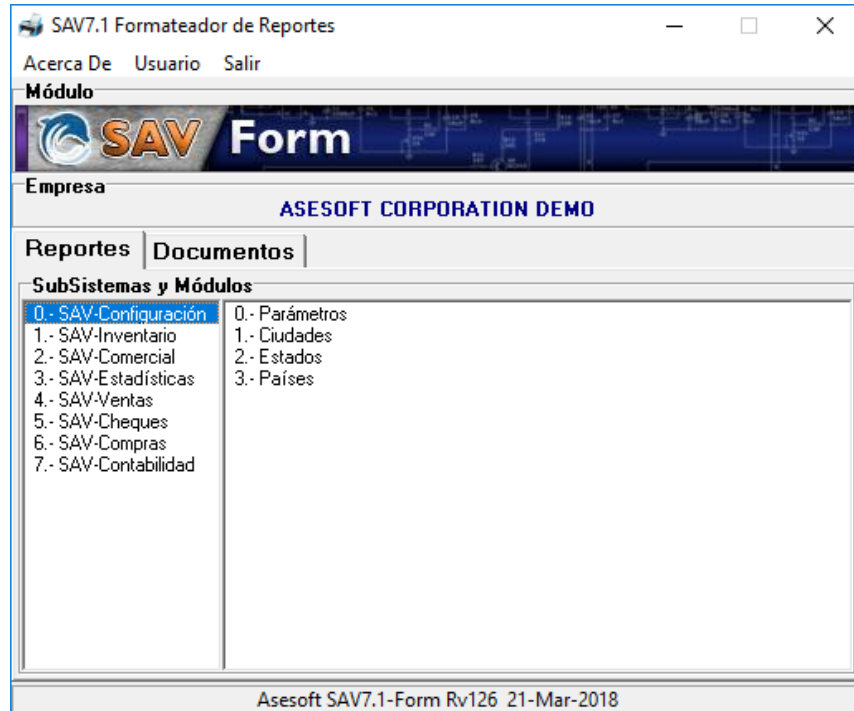 SAV7.1 Formateador de Reportes
Acerca De Usuario Salir
Módulo
SAV Form
Empresa
ASESOFT CORPORATION DEMO
Reportes Documentos
SubSistemas y Módulos
0.- SAV-Configuración
1.- SAV-Inventario
2.- SAV-Comercial
3.- SAV-Estadísticas
4.- SAV-Ventas
5.- SAV-Cheques
6.- SAV-Compras
7.- SAV-Contabilidad
0.- Parámetros
1.- Ciudades
2.- Estados
3.- Países
Asesoft SAV7.1-Form Rv126 21-Mar-2018